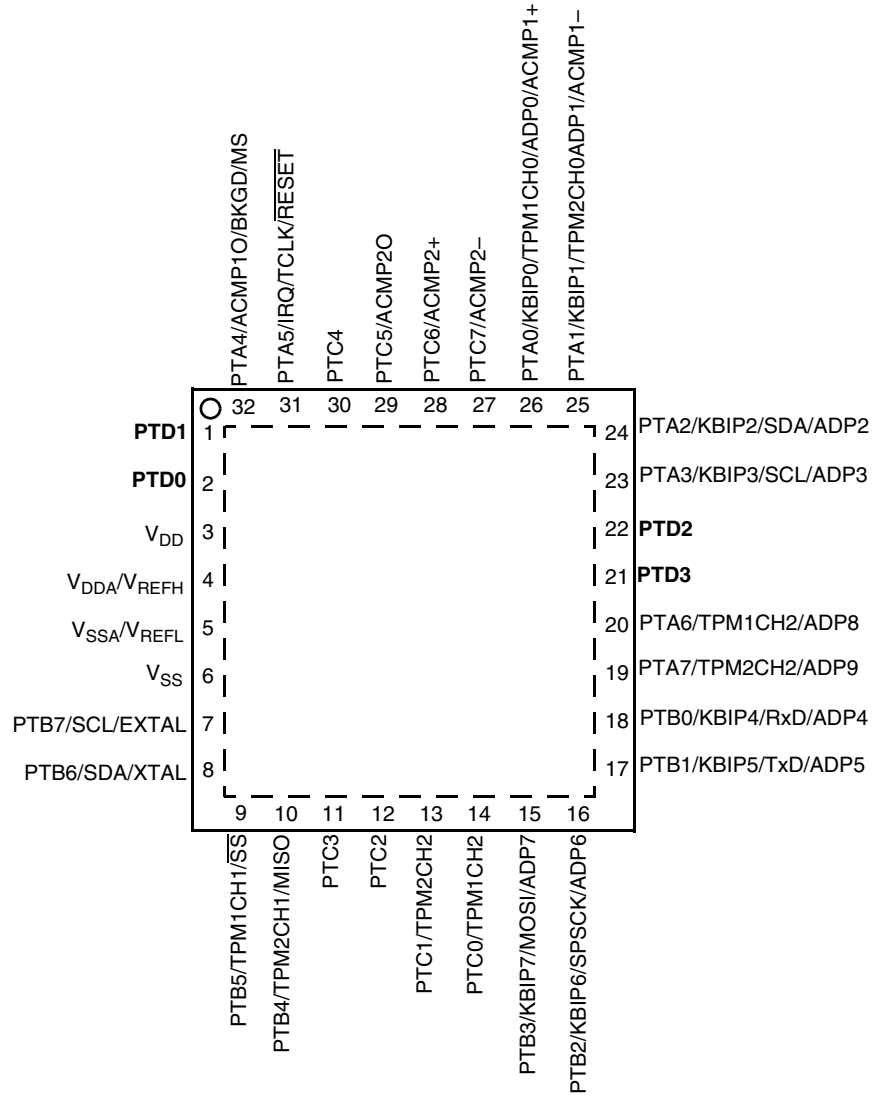 PTA4/ACMP1O/BKGD/MS
PTA5/IRQ/TCLK/RESET
PTC4
PTC5/ACMP2O
PTC6/ACMP2+
PTC7/ACMP2–
PTA0/KBIP0/TPM1CH0/ADP0/ACMP1+
PTA1/KBIP1/TPM2CH0ADP1/ACMP1–
32 31 30 29 28 27 26 25
PTD1 1
PTD0 2
VDD 3
VDDA/VREFH 4
VSSA/VREFL 5
VSS 6
PTB7/SCL/EXTAL 7
PTB6/SDA/XTAL 8
24 PTA2/KBIP2/SDA/ADP2
23 PTA3/KBIP3/SCL/ADP3
22 PTD2
21 PTD3
20 PTA6/TPM1CH2/ADP8
19 PTA7/TPM2CH2/ADP9
18 PTB0/KBIP4/RxD/ADP4
17 PTB1/KBIP5/TxD/ADP5
9 10 11 12 13 14 15 16
PTB5/TPM1CH1/SS
PTB4/TPM2CH1/MISO
PTC3
PTC2
PTC1/TPM2CH2
PTC0/TPM1CH2
PTB3/KBIP7/MOSI/ADP7
PTB2/KBIP6/SPSCK/ADP6